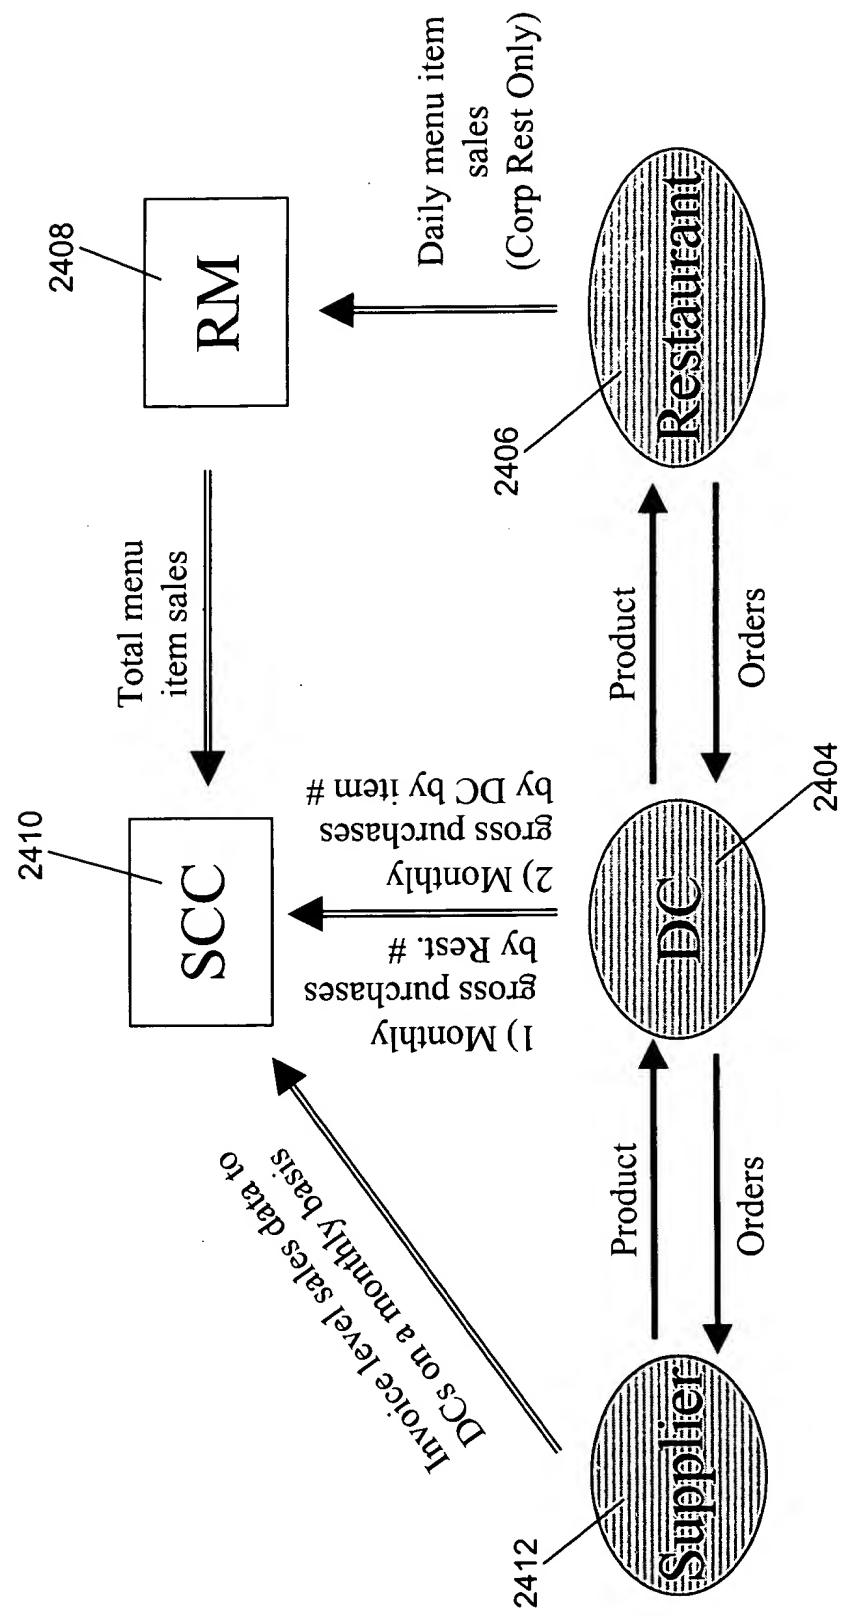 2410
SCC
Total menu
item sales
2408
RM
Invoice level sales data to
DCs on a monthly basis
1) Monthly
gross purchases
by Rest. #
2) Monthly
gross purchases
by DC by item #
Daily menu item
sales
(Corp Rest Only)
2412
Supplier
Product
Orders
DC
2404
Product
Orders
2406
Restaurant